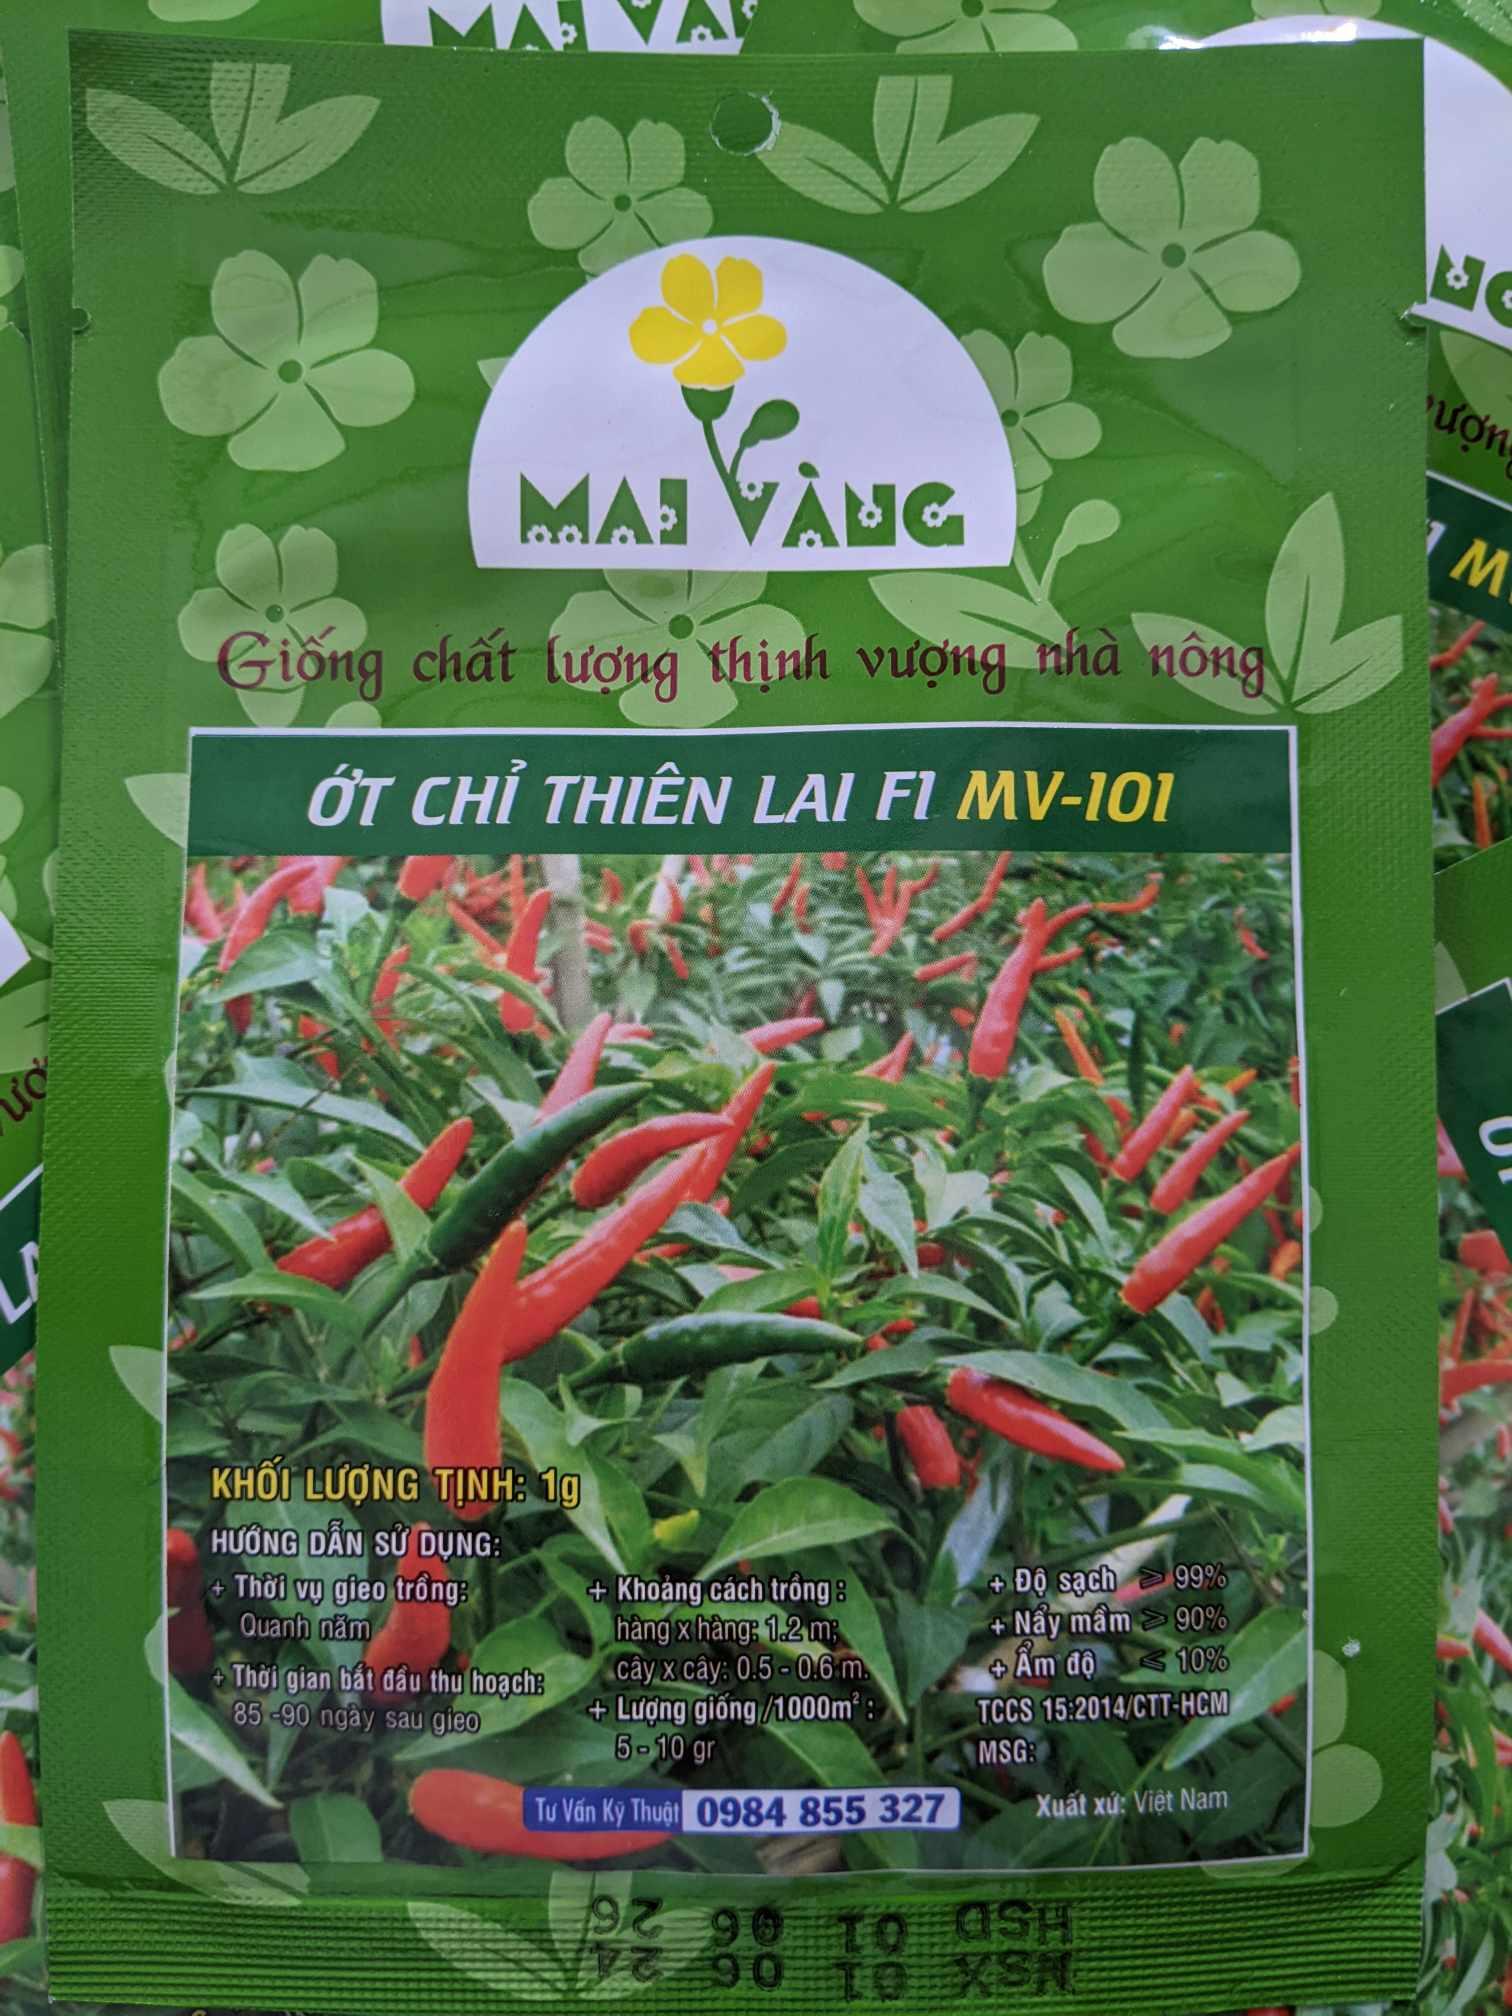 MAI VÀNG
Giống chất lượng thịnh vượng nhà nông
ỚT CHỈ THIÊN LAI F1 MV-101
KHỐI LƯỢNG TỊNH: 1g
HƯỚNG DẪN SỬ DỤNG:
+ Thời vụ gieo trồng:
Quanh năm
+ Thời gian bắt đầu thu hoạch:
85 -90 ngày sau gieo
+ Khoảng cách trồng :
hàng x hàng: 1.2 m;
cây x cây: 0.5 - 0.6 m.
+ Lượng giống /1000m² :
5 - 10 gr
+ Độ sạch ≥ 99%
+ Nẩy mầm ≥ 90%
+ Ẩm độ ≤ 10%
TCCS 15:2014/CTT-HCM
MSG:
Xuất xứ: Việt Nam
Tư Vấn Kỹ Thuật 0984 855 327
NSX 01 06 24
HSD 01 06 26